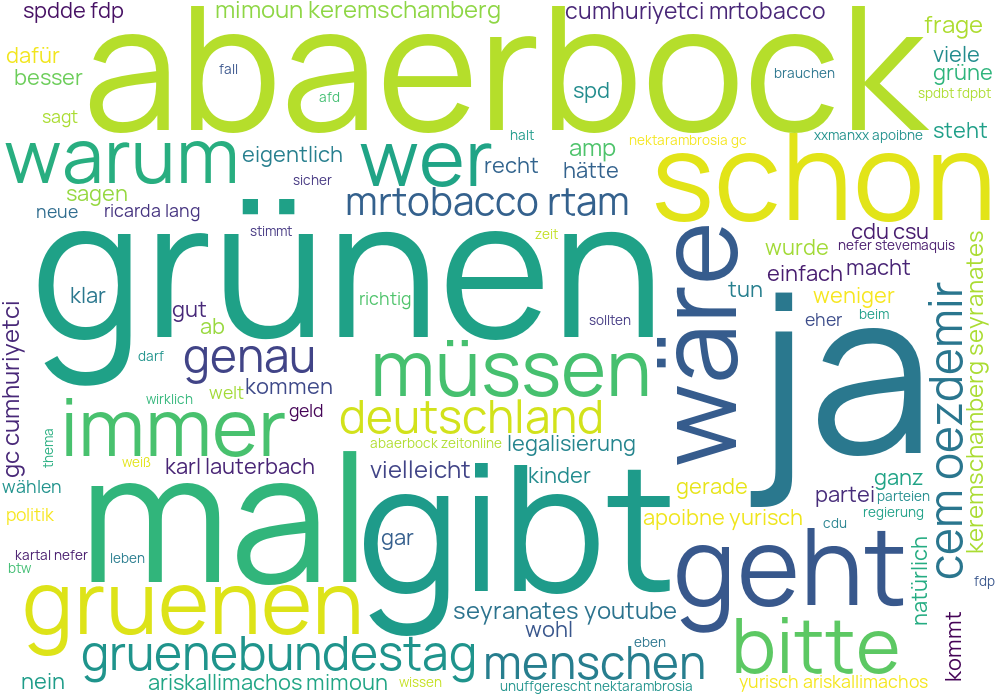 spdde fdp
mimoun keremschamberg
cumhuriyetci mrtobacco
abaerbock
frage
dafür
viele
besser
fall
brauchen
grüne
spd
afd
spdbt fdpbt
sagt
halt
nektarambrosia gc
xxmanxx apoibne
steht
warum
eigentlich
wer
recht
amp
hätte
schon
sicher
sagen
neue
ricarda lang
mrtobacco rtam
stimmt
zeit
cdu csu
grünen
wäre
wurde
nefer stevemaquis
einfach
macht
klar
richtig
tun
weniger
gut
ab
sollten
eher
beim
ja
cem oezdemir
keremschamberg seyranates
gc cumhuriyetci
darf
genau
müssen
kommen
welt
wirklich
immer
geld
deutschland
abaerbock zeitonline
legalisierung
thema
weiß
karl lauterbach
vielleicht
kinder
wählen
mal
gibt
gerade
ganz
partei
parteien
politik
apoibne yurisch
regierung
cdu
gar
geht
kartal nefer
leben
btw
natürlich
fdp
gruenen
seyranates youtube
wohl
bitte
kommt
gruenebundestag
menschen
eben
nein
ariskallimachos mimoun
wissen
unuffgerescht nektarambrosia
yurisch ariskallimachos